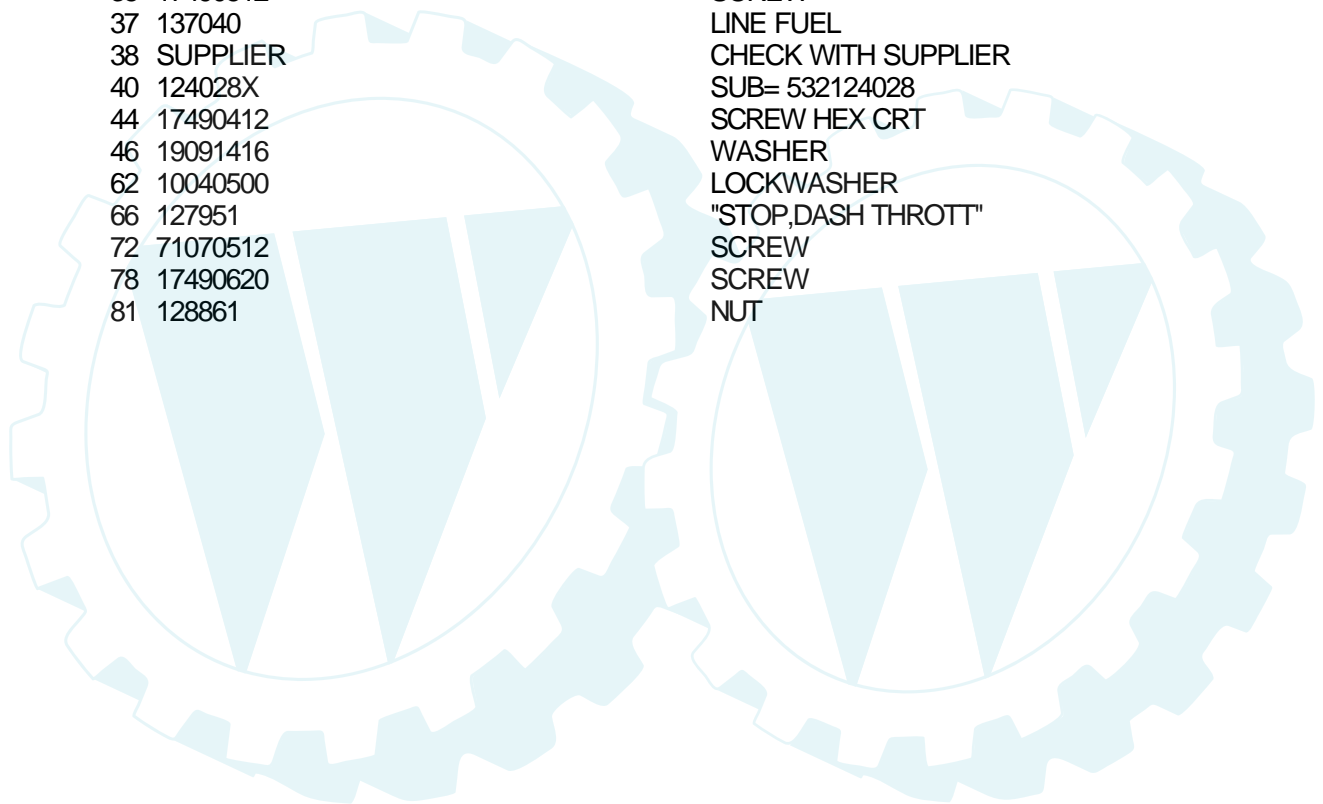 37 137040 LINE FUEL
38 SUPPLIER CHECK WITH SUPPLIER
40 124028X SUB= 532124028
44 17490412 SCREW HEX CRT
46 19091416 WASHER
62 10040500 LOCKWASHER
66 127951 "STOP,DASH THROTT"
72 71070512 SCREW
78 17490620 SCREW
81 128861 NUT